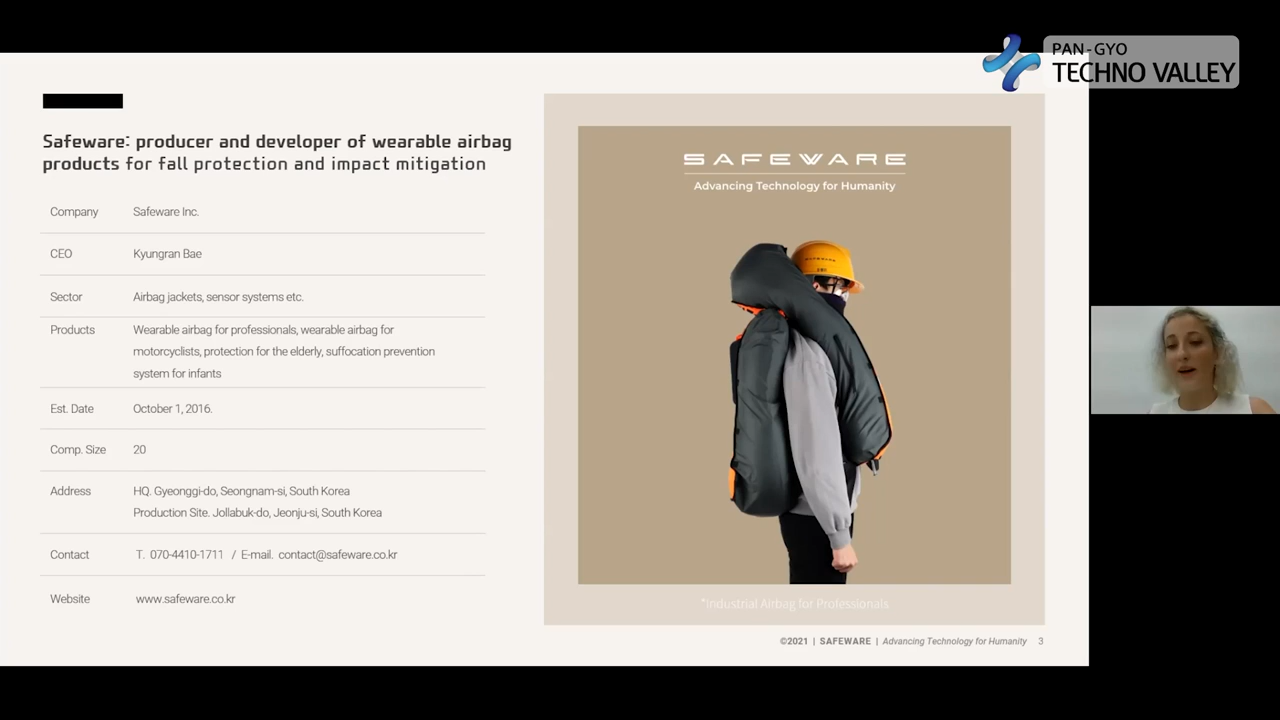 PAN-GYO
TECHNO VALLEY
Safeware: producer and developer of wearable airbag
products for fall protection and impact mitigation
Company Safeware Inc.
CEO Kyungran Bae
Sector Airbag jackets, sensor systems etc.
Products Wearable airbag for professionals, wearable airbag for
motorcyclists, protection for the elderly, suffocation prevention
system for infants
Est. Date October 1, 2016.
Comp. Size 20
Address HQ. Gyeonggi-do, Seongnam-si, South Korea
Production Site. Jollabuk-do, Jeonju-si, South Korea
Contact T. 070-4410-1711 / E-mail. contact@safeware.co.kr
Website www.safeware.co.kr
SAFEWARE
Advancing Technology for Humanity
SAFEWARE
*Industrial Airbag for Professionals
©2021 | SAFEWARE | Advancing Technology for Humanity 3